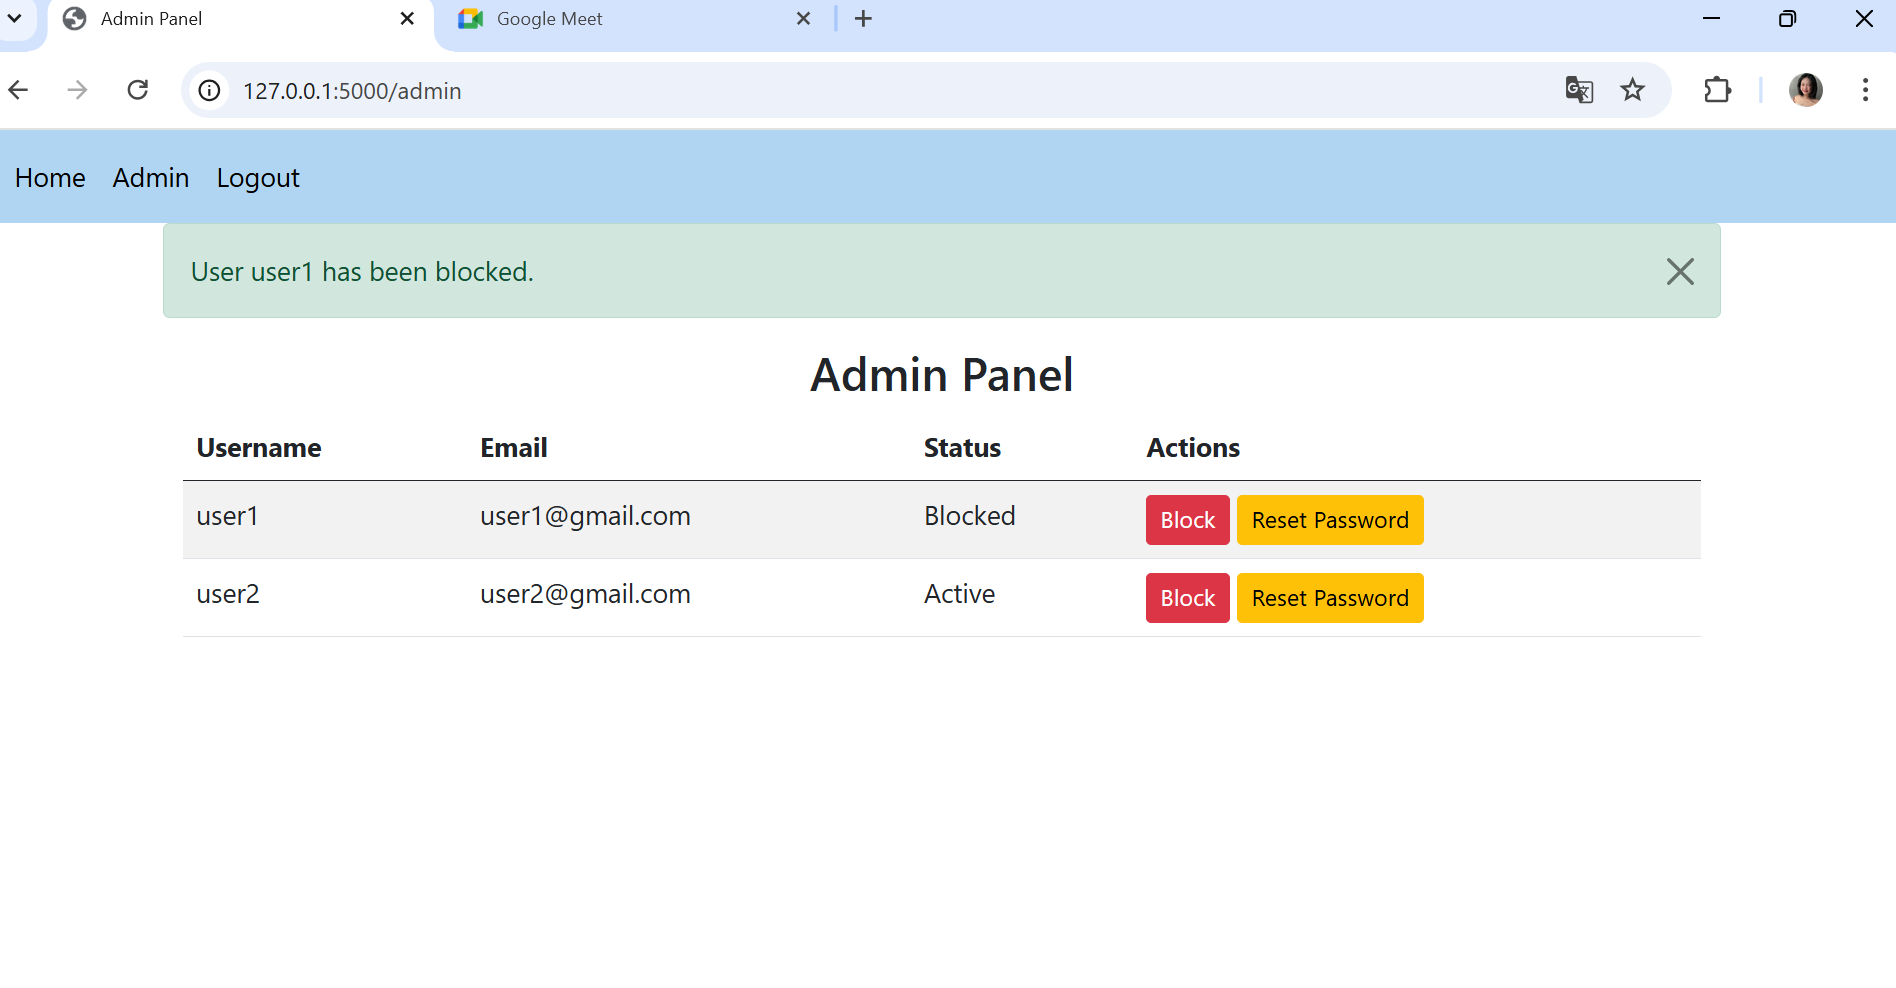 Admin Panel
Google Meet
127.0.0.1:5000/admin
Home Admin Logout
User user1 has been blocked.
Admin Panel
Username Email Status Actions
user1 user1@gmail.com Blocked Block Reset Password
user2 user2@gmail.com Active Block Reset Password